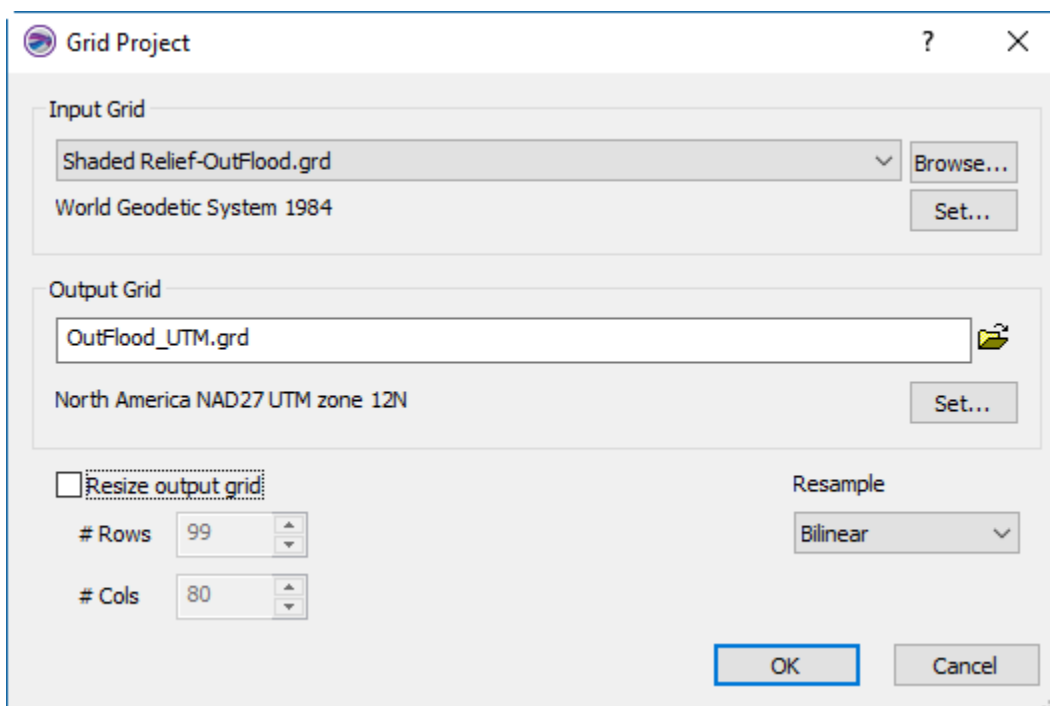 Grid Project
?
Input Grid
Shaded Relief-OutFlood.grd
Browse...
World Geodetic System 1984
Set...
Output Grid
OutFlood_UTM.grd
North America NAD27 UTM zone 12N
Set...
Resize output grid
Resample
# Rows 99
Bilinear
# Cols 80
OK
Cancel